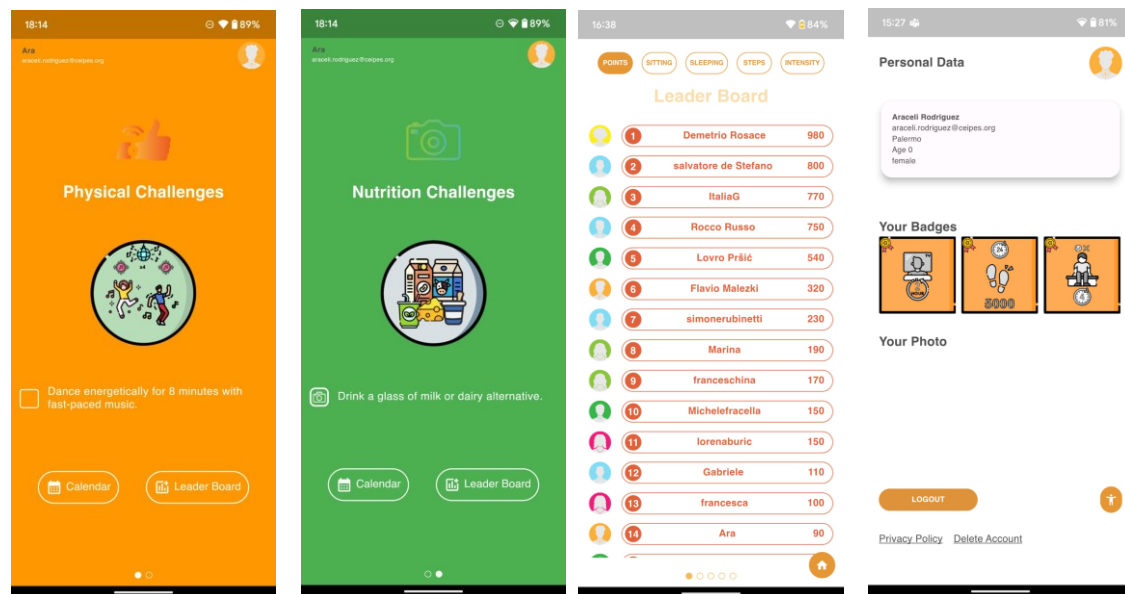 18:14
89%
Ara
araceli.rodriguez@ceipes.org
Physical Challenges
x4
Dance energetically for 8 minutes with
fast-paced music.
Calendar
Leader Board
18:14
89%
Ara
araceli.rodriguez@ceipes.org
Nutrition Challenges
Drink a glass of milk or dairy alternative.
Calendar
Leader Board
16:38
84%
POINTS SITTING SLEEPING STEPS INTENSITY
Leader Board
1 Demetrio Rosace 980
2 salvatore de Stefano 800
3 ItaliaG 770
4 Rocco Russo 750
5 Lovro Pršić 540
6 Flavio Malezki 320
7 simonerubinetti 230
8 Marina 190
9 franceschina 170
10 Michelefracella 150
11 lorenaburic 150
12 Gabriele 110
13 francesca 100
14 Ara 90
15:27
81%
Personal Data
Araceli Rodriguez
araceli.rodriguez@ceipes.org
Palermo
Age 0
female
Your Badges
2
HOUR
24
5000
4
Your Photo
LOGOUT
Privacy Policy Delete Account